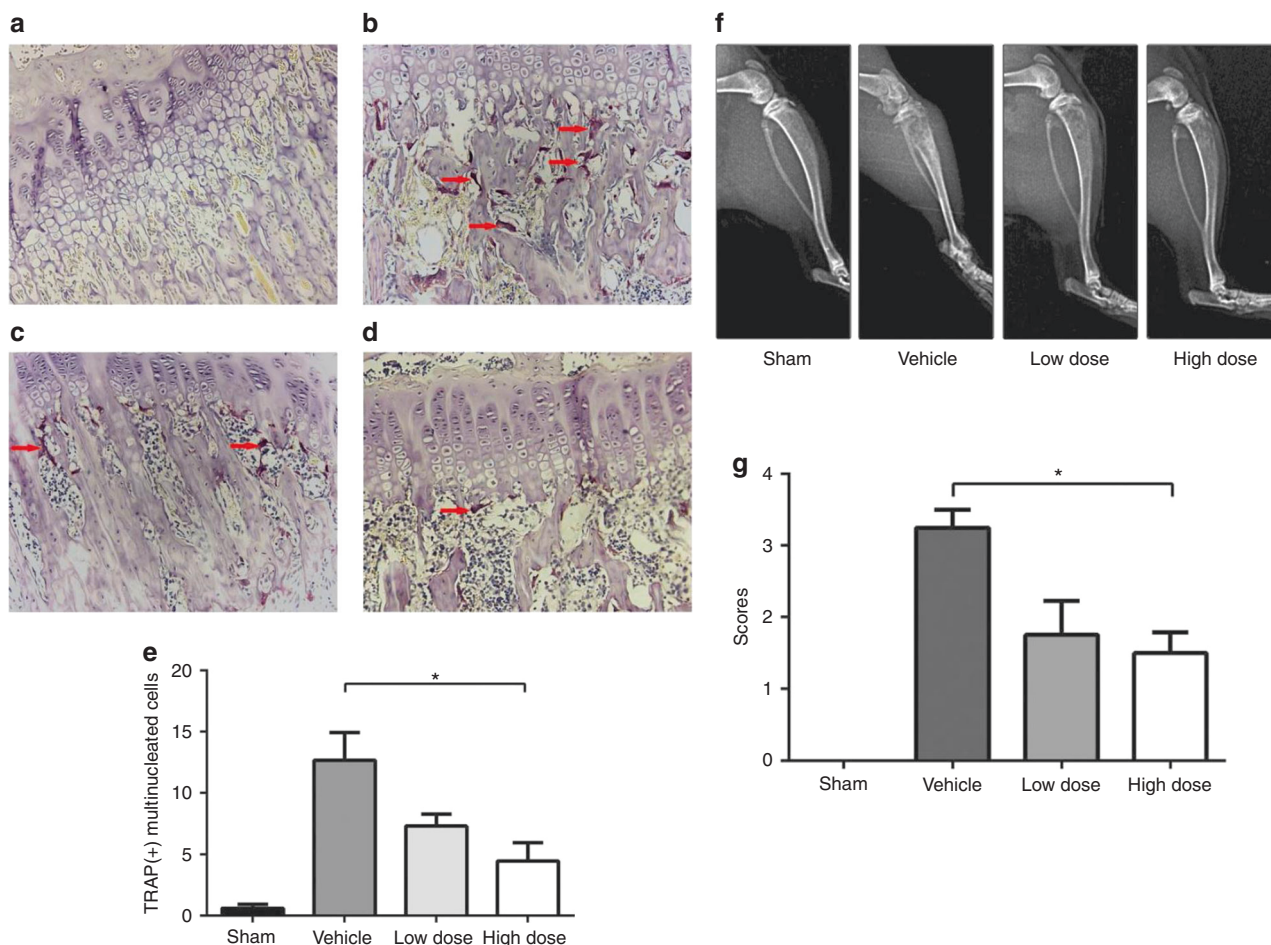 a
b
c
d
f
Sham Vehicle Low dose High dose
e
TRAP(+) multinucleated cells
20
15
10
5
0
*
Sham Vehicle Low dose High dose
g
Scores
4
3
2
1
0
*
Sham Vehicle Low dose High dose